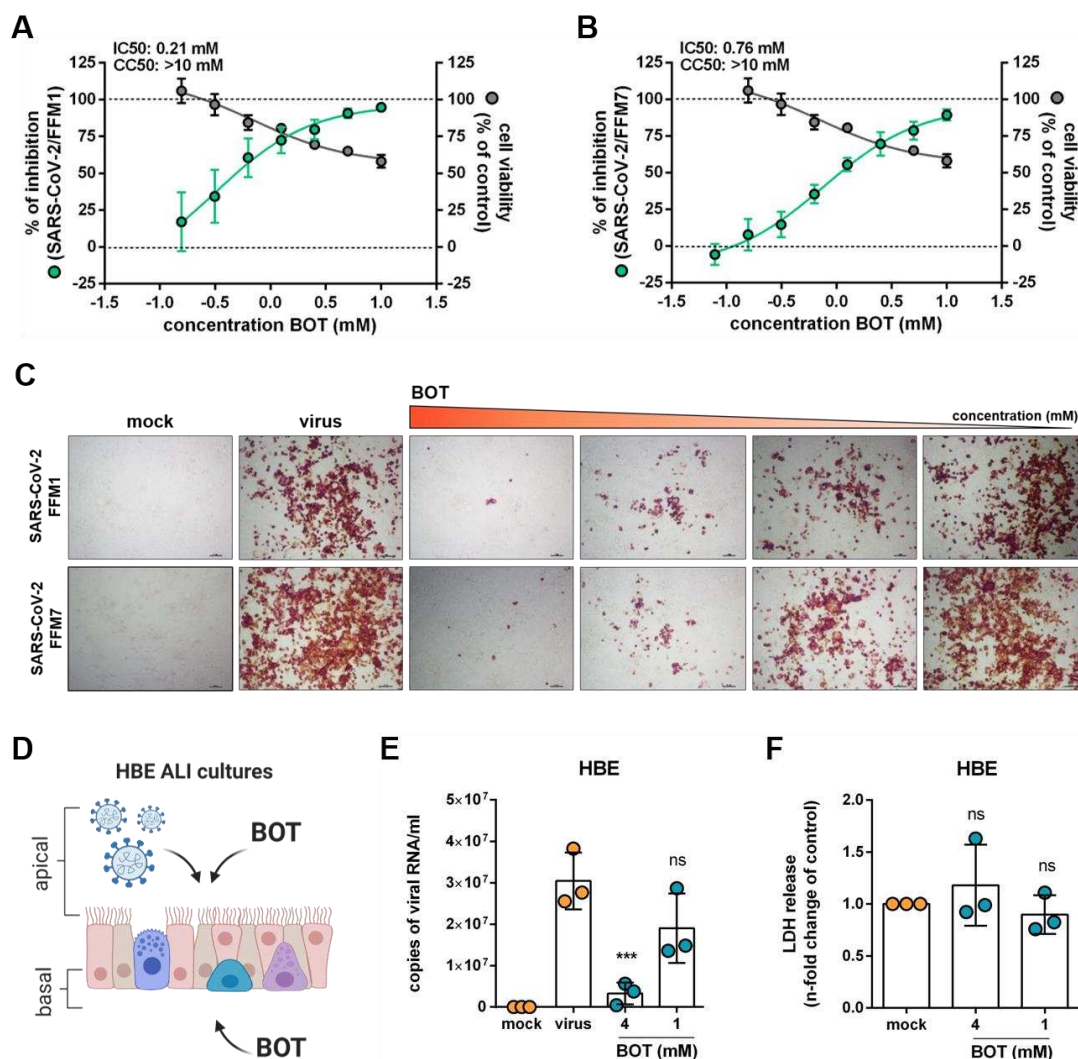 A
IC50: 0.21 mM
CC50: >10 mM
% of inhibition
(SARS-CoV-2/FFM1)
125
100
75
50
25
0
-25
125
100
75
50
25
0
-25
cell viability
(% of control)
-1.5 -1.0 -0.5 0.0 0.5 1.0 1.5
concentration BOT (mM)
B
IC50: 0.76 mM
CC50: >10 mM
% of inhibition
(SARS-CoV-2/FFM7)
125
100
75
50
25
0
-25
125
100
75
50
25
0
-25
cell viability
(% of control)
-1.5 -1.0 -0.5 0.0 0.5 1.0 1.5
concentration BOT (mM)
C
BOT
mock virus concentration (mM)
SARS-CoV-2
FFM1
SARS-CoV-2
FFM7
D
HBE ALI cultures
apical
BOT
basal
BOT
E
HBE
copies of viral RNA/ml
5×10⁷
4×10⁷
3×10⁷
2×10⁷
1×10⁷
0
***
ns
mock virus 4 1
BOT (mM)
F
HBE
LDH release
(n-fold change of control)
2.0
1.5
1.0
0.5
0.0
ns
ns
mock 4 1
BOT (mM)